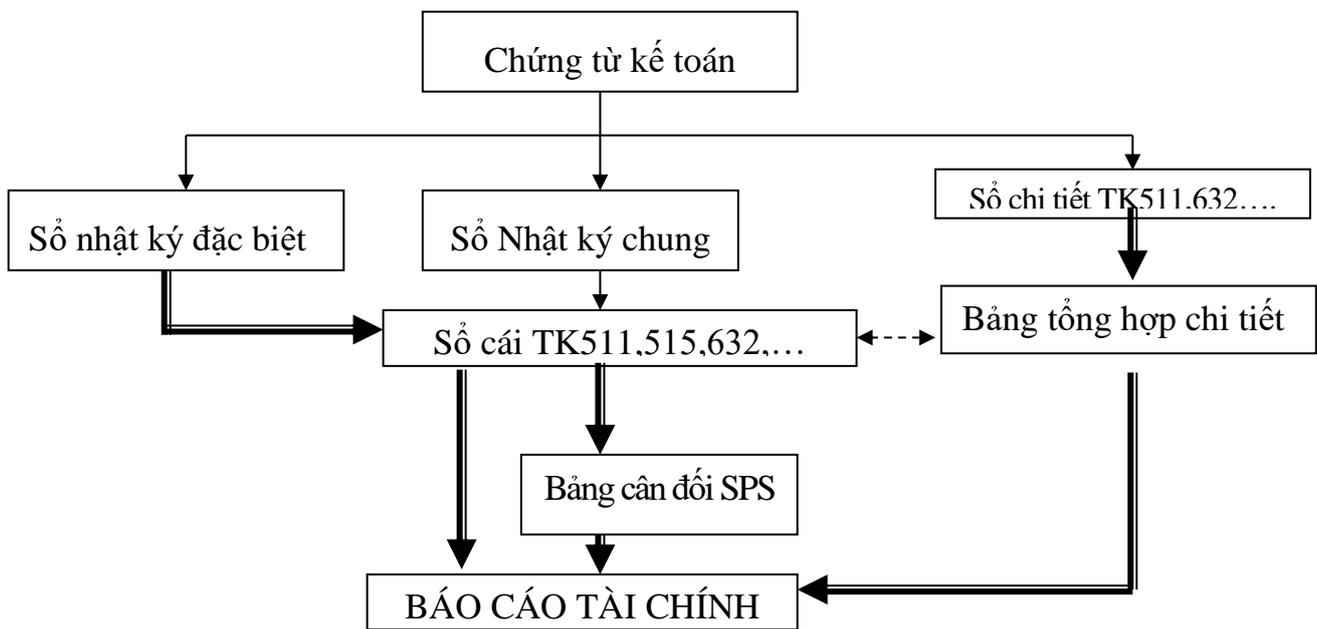 Chứng từ kế toán
Sổ nhật ký đặc biệt
Sổ Nhật ký chung
Sổ chi tiết TK511,632….
Sổ cái TK511,515,632,…
Bảng tổng hợp chi tiết
Bảng cân đối SPS
BÁO CÁO TÀI CHÍNH